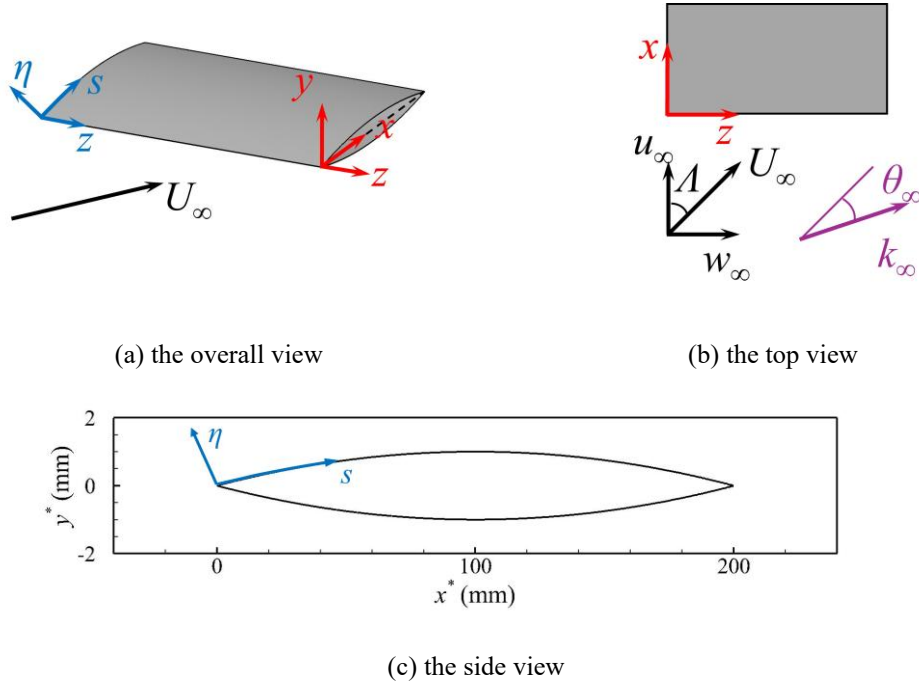 η
s
z
y
x
z
U∞
x
z
u∞
Λ
U∞
w∞
θ∞
k∞
(a) the overall view
(b) the top view
2
0
-2
y* (mm)
η
s
0
100
200
x* (mm)
(c) the side view